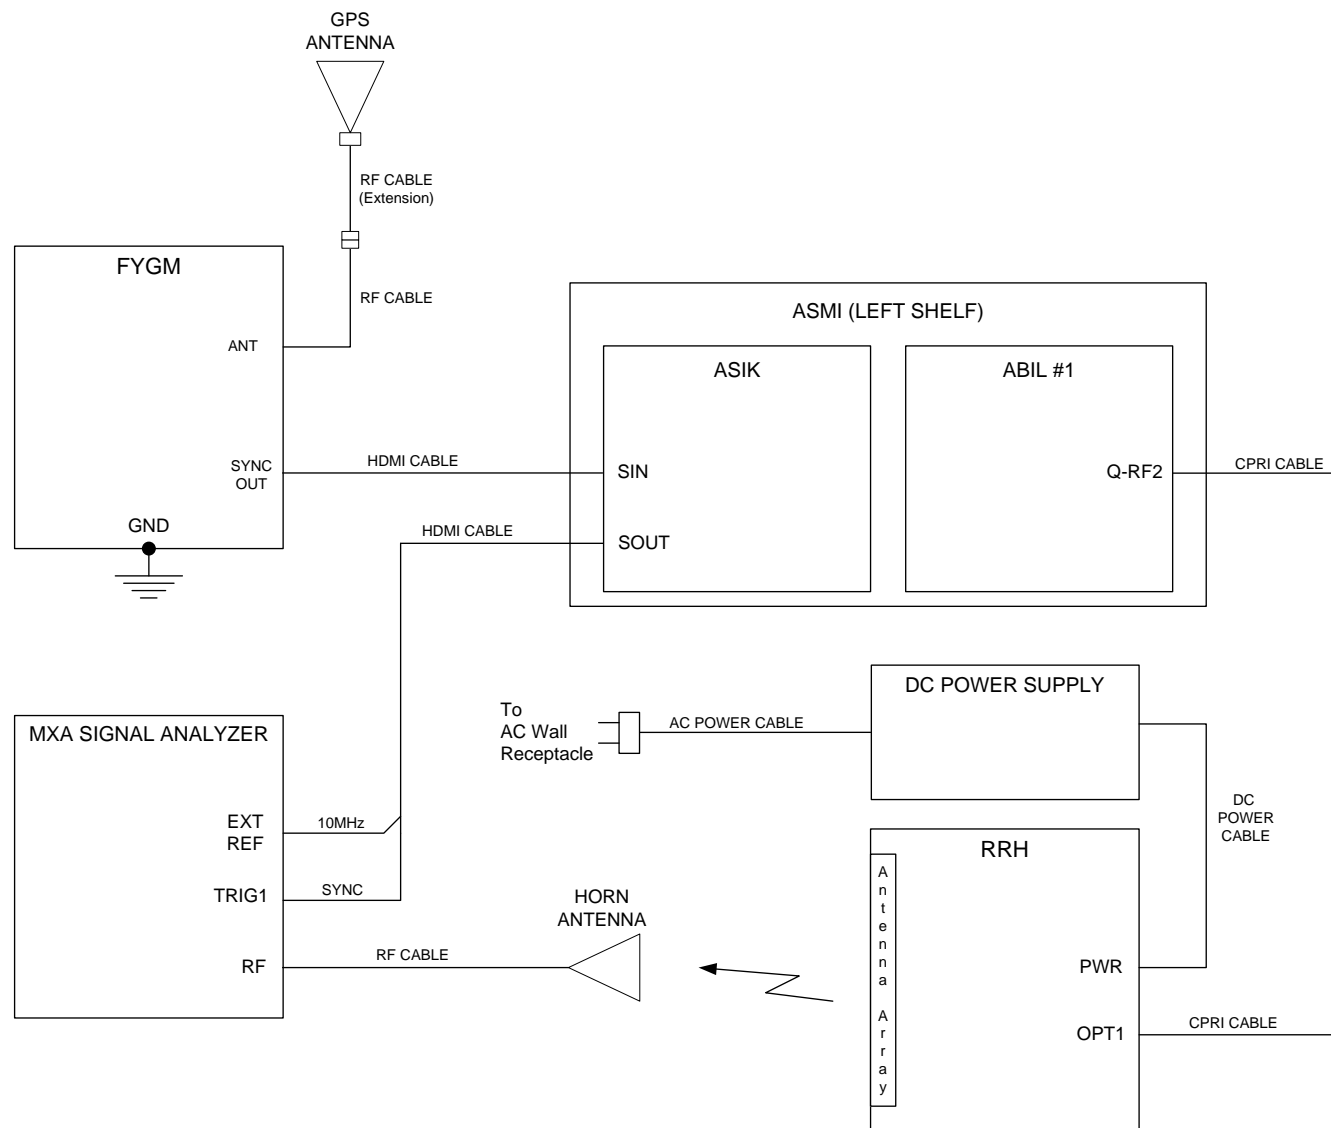 GPS
ANTENNA
RF CABLE
(Extension)
RF CABLE
FYGM
ANT
SYNC
OUT
GND
HDMI CABLE
HDMI CABLE
ASMI (LEFT SHELF)
ASIK
SIN
SOUT
ABIL #1
Q-RF2
CPRI CABLE
MXA SIGNAL ANALYZER
EXT
REF
10MHz
TRIG1
SYNC
RF
RF CABLE
HORN
ANTENNA
To
AC Wall
Receptacle
AC POWER CABLE
DC POWER SUPPLY
DC
POWER
CABLE
RRH
Antenna Array
PWR
OPT1
CPRI CABLE